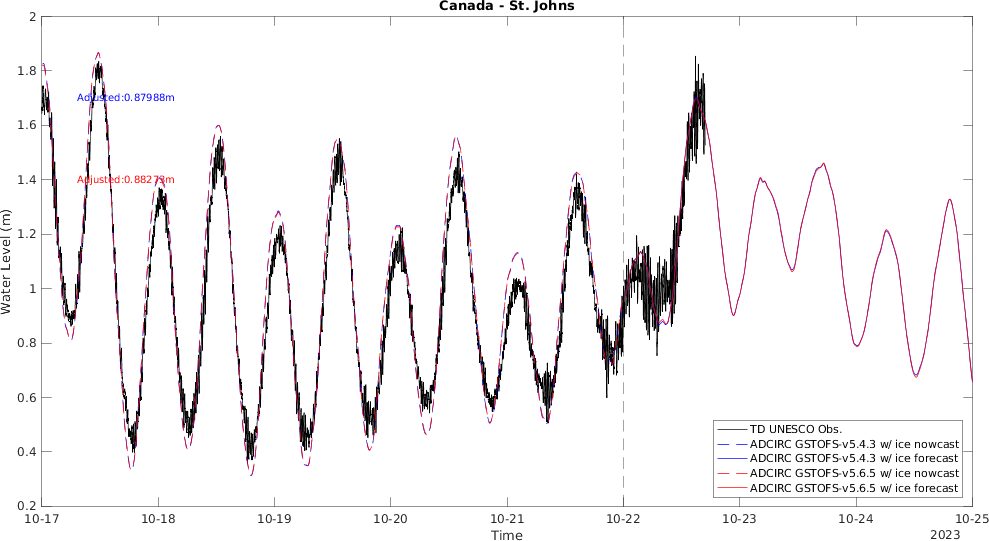 Canada - St. Johns
Water Level (m)
2
1.8
1.6
1.4
1.2
1
0.8
0.6
0.4
0.2
Adjusted:0.87988m
Adjusted:0.88273m
TD UNESCO Obs.
ADCIRC GSTOFS-v5.4.3 w/ ice nowcast
ADCIRC GSTOFS-v5.4.3 w/ ice forecast
ADCIRC GSTOFS-v5.6.5 w/ ice nowcast
ADCIRC GSTOFS-v5.6.5 w/ ice forecast
10-17 10-18 10-19 10-20 10-21 10-22 10-23 10-24 10-25
Time
2023